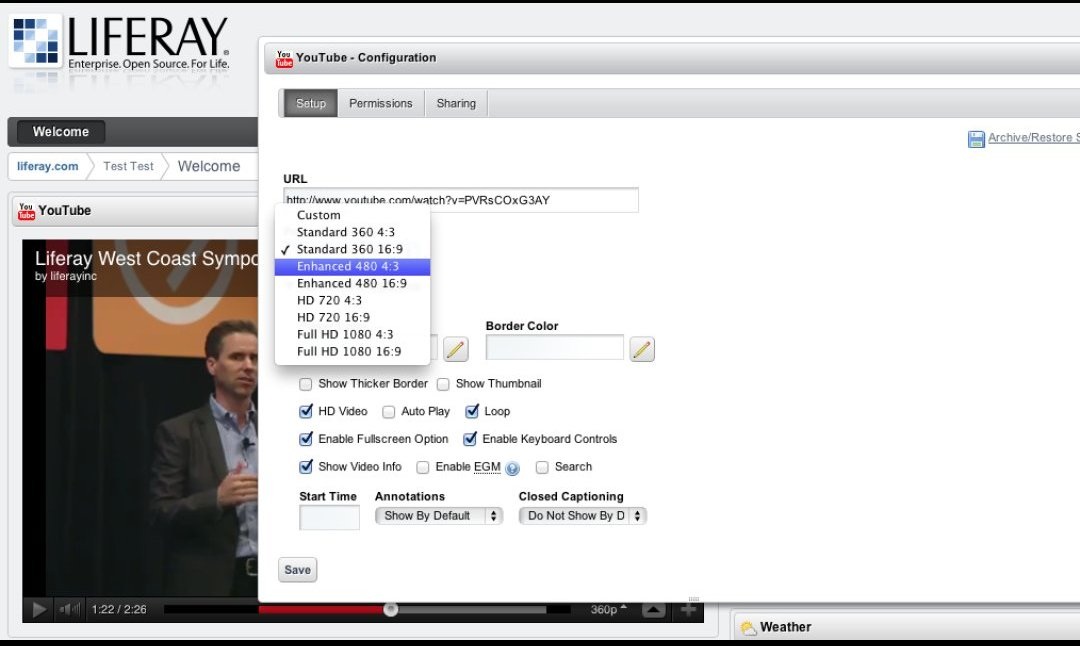 LIFERAY®
Enterprise. Open Source. For Life.
Welcome
liferay.com
Test Test
Welcome
You Tube
YouTube
Liferay West Coast Sympo
by liferayinc
1:22 / 2:26
360p
You Tube
YouTube - Configuration
Setup
Permissions
Sharing
Archive/Restore S
URL
http://www.youtube.com/watch?v=PVRsCOxG3AY
Custom
Standard 360 4:3
✓ Standard 360 16:9
Enhanced 480 4:3
Enhanced 480 16:9
HD 720 4:3
HD 720 16:9
Full HD 1080 4:3
Full HD 1080 16:9
Border Color
Show Thicker Border
Show Thumbnail
HD Video
Auto Play
Loop
Enable Fullscreen Option
Enable Keyboard Controls
Show Video Info
Enable EGM
Search
Start Time
Annotations
Closed Captioning
Show By Default
Do Not Show By D
Save
Weather